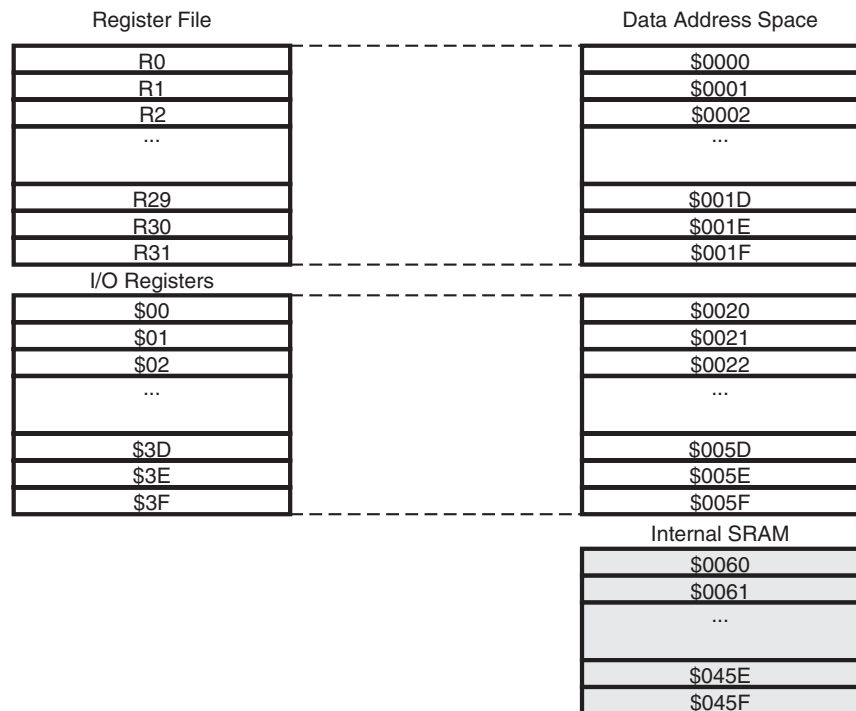 Register File
Data Address Space
R0
$0000
R1
$0001
R2
$0002
...
...
R29
$001D
R30
$001E
R31
$001F
I/O Registers
$00
$0020
$01
$0021
$02
$0022
...
...
$3D
$005D
$3E
$005E
$3F
$005F
Internal SRAM
$0060
$0061
...
$045E
$045F